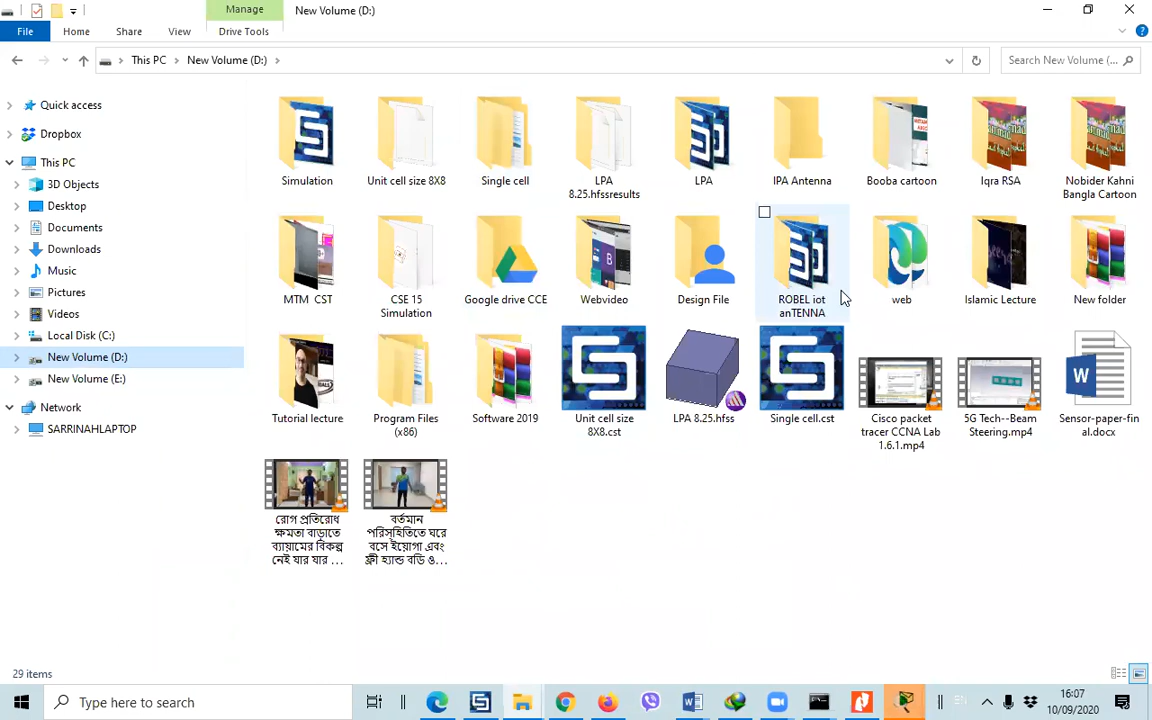 Manage
New Volume (D:)
File
Home
Share
View
Drive Tools
This PC
New Volume (D:)
Search New Volume (...
Quick access
Dropbox
This PC
3D Objects
Desktop
Documents
Downloads
Music
Pictures
Videos
Local Disk (C:)
New Volume (D:)
New Volume (E:)
Network
SARRINAHLAPTOP
Simulation
Unit cell size 8X8
Single cell
LPA
8.25.hfssresults
LPA
IPA Antenna
Booba cartoon
Iqra RSA
Nobider Kahni
Bangla Cartoon
MTM CST
CSE 15
Simulation
Google drive CCE
Webvideo
Design File
ROBEL iot
anTENNA
web
Islamic Lecture
New folder
Tutorial lecture
Program Files
(x86)
Software 2019
Unit cell size
8X8.cst
LPA 8.25.hfss
Single cell.cst
Cisco packet
tracer CCNA Lab
1.6.1.mp4
5G Tech--Beam
Steering.mp4
Sensor-paper-fin
al.docx
রোগ প্রতিরোধ
ক্ষমতা বাড়াতে
ব্যায়ামের বিকল্প
নেই যার যার ...
বর্তমান
পরিস্হিতিতে ঘরে
বসে ইয়োগা এবং
ফ্রী হ্যান্ড বডি ও...
29 items
Type here to search
16:07
10/09/2020